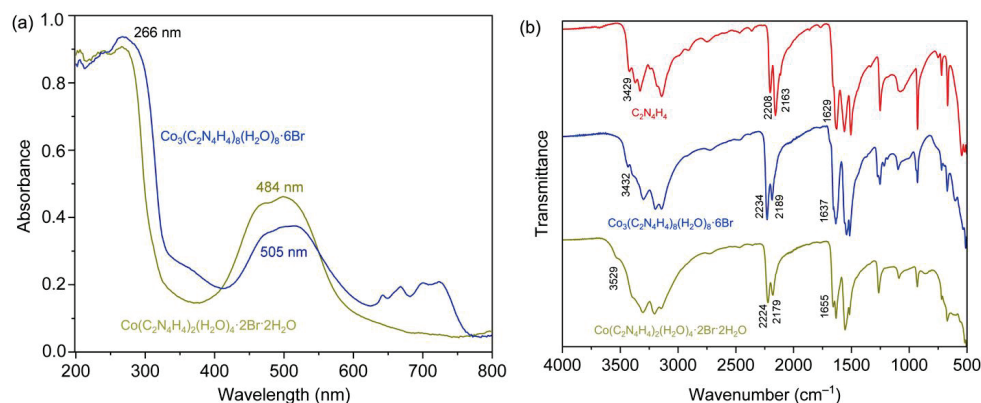 (a)
1.0
0.8
0.6
0.4
0.2
0.0
Absorbance
266 nm
Co₃(C₂N₄H₄)₈(H₂O)₈·6Br
484 nm
505 nm
Co(C₂N₄H₄)₂(H₂O)₄·2Br·2H₂O
200 300 400 500 600 700 800
Wavelength (nm)
(b)
Transmittance
3429
2208
2163
1629
C₂N₄H₄
3432
2234
2189
1637
Co₃(C₂N₄H₄)₈(H₂O)₈·6Br
3529
2224
2179
1655
Co(C₂N₄H₄)₂(H₂O)₄·2Br·2H₂O
4000 3500 3000 2500 2000 1500 1000 500
Wavenumber (cm⁻¹)